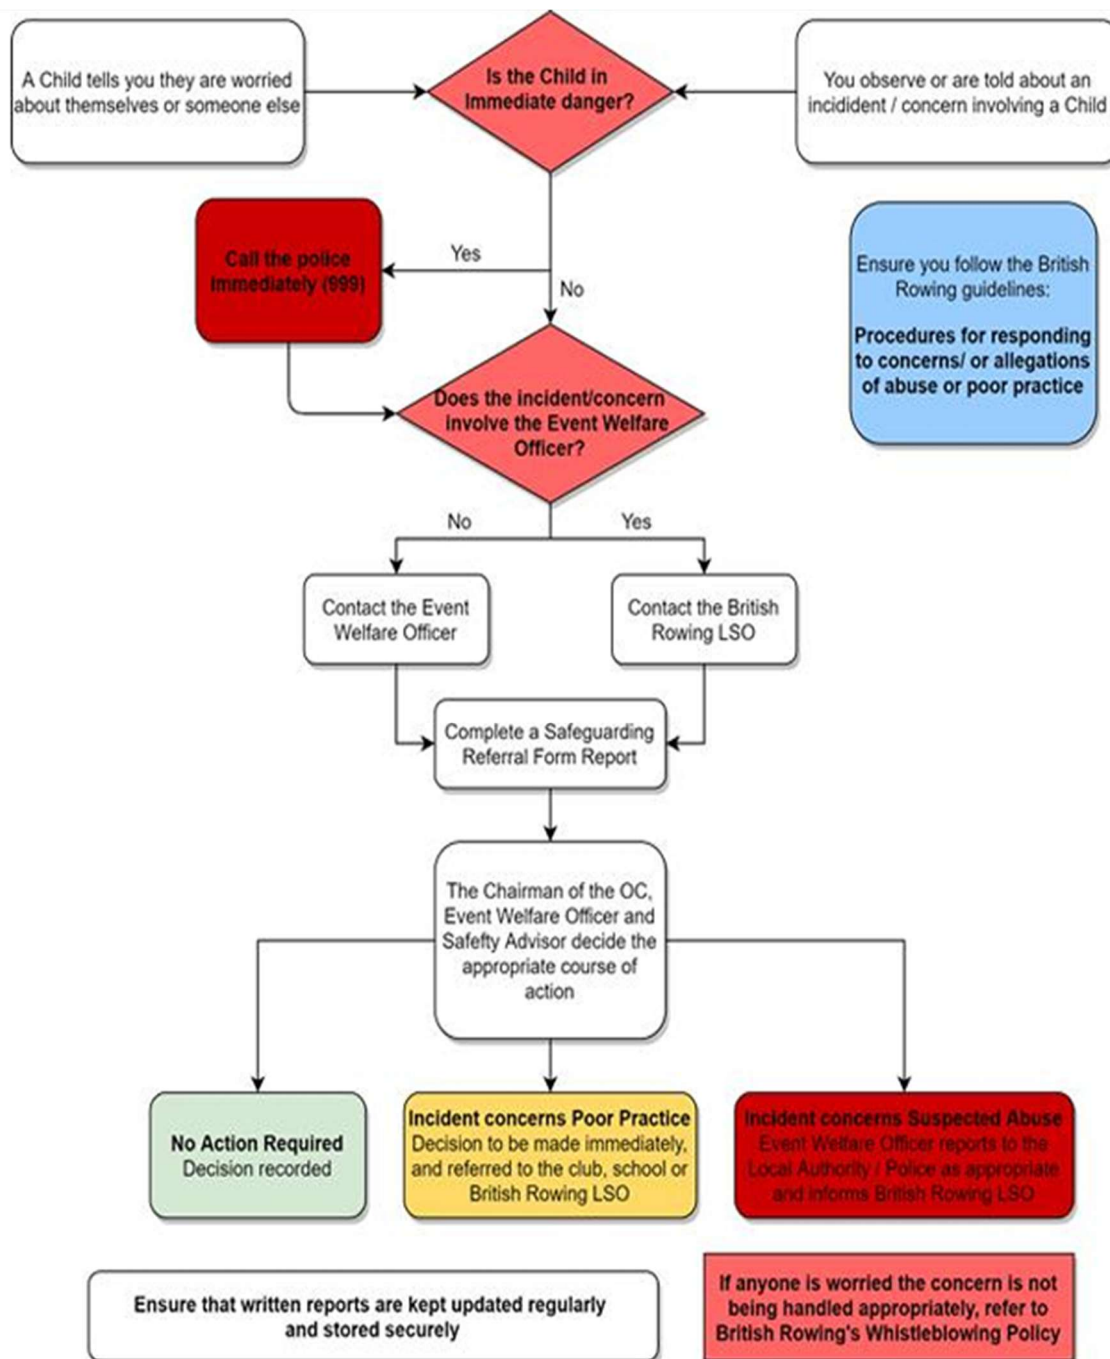 A Child tells you they are worried
about themselves or someone else
Is the Child in
Immediate danger?
You observe or are told about an
incidident / concern involving a Child
Call the police
immediately (999)
Yes
No
Ensure you follow the British
Rowing guidelines:
Procedures for responding
to concerns/ or allegations
of abuse or poor practice
Does the incident/concern
involve the Event Welfare
Officer?
No
Yes
Contact the Event
Welfare Officer
Contact the British
Rowing LSO
Complete a Safeguarding
Referral Form Report
The Chairman of the OC,
Event Welfare Officer and
Safefty Advisor decide the
appropriate course of
action
No Action Required
Decision recorded
Incident concerns Poor Practice
Decision to be made immediately,
and referred to the club, school or
British Rowing LSO
Incident concerns Suspected Abuse
Event Welfare Officer reports to the
Local Authority / Police as appropriate
and informs British Rowing LSO
Ensure that written reports are kept updated regularly
and stored securely
If anyone is worried the concern is not
being handled appropriately, refer to
British Rowing's Whistleblowing Policy